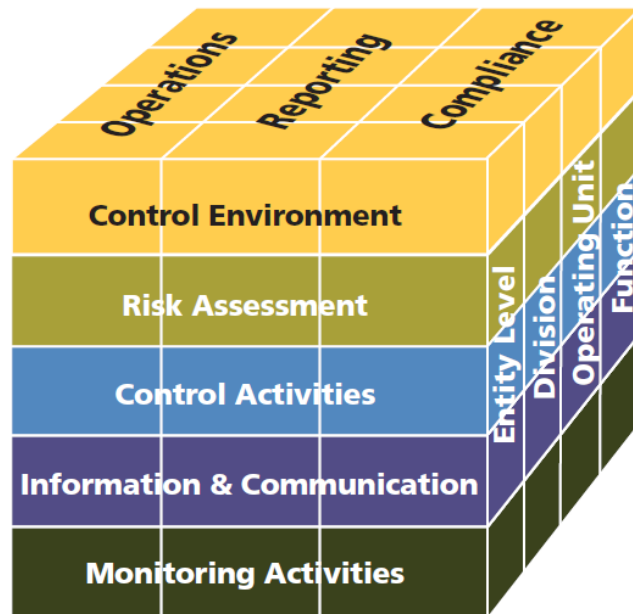 Operations
Reporting
Compliance
Control Environment
Risk Assessment
Control Activities
Information & Communication
Monitoring Activities
Entity Level
Division
Operating Unit
Function